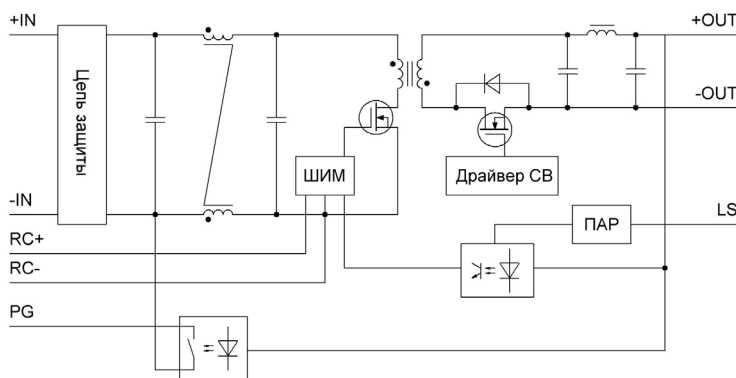 +IN
+OUT
Цепь защиты
-OUT
ШИМ
Драйвер СВ
-IN
LS
ПАР
RC+
RC-
PG